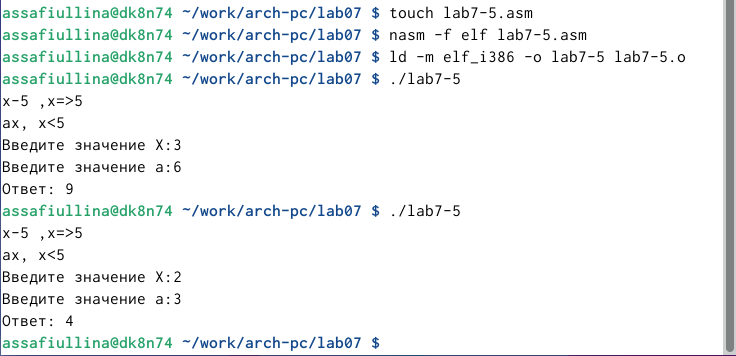 assafiullina@dk8n74 ~/work/arch-pc/lab07 $ touch lab7-5.asm
assafiullina@dk8n74 ~/work/arch-pc/lab07 $ nasm -f elf lab7-5.asm
assafiullina@dk8n74 ~/work/arch-pc/lab07 $ ld -m elf_i386 -o lab7-5 lab7-5.o
assafiullina@dk8n74 ~/work/arch-pc/lab07 $ ./lab7-5
x-5 ,x=>5
ax, x<5
Введите значение X:3
Введите значение а:6
Ответ: 9
assafiullina@dk8n74 ~/work/arch-pc/lab07 $ ./lab7-5
x-5 ,x=>5
ax, x<5
Введите значение X:2
Введите значение а:3
Ответ: 4
assafiullina@dk8n74 ~/work/arch-pc/lab07 $